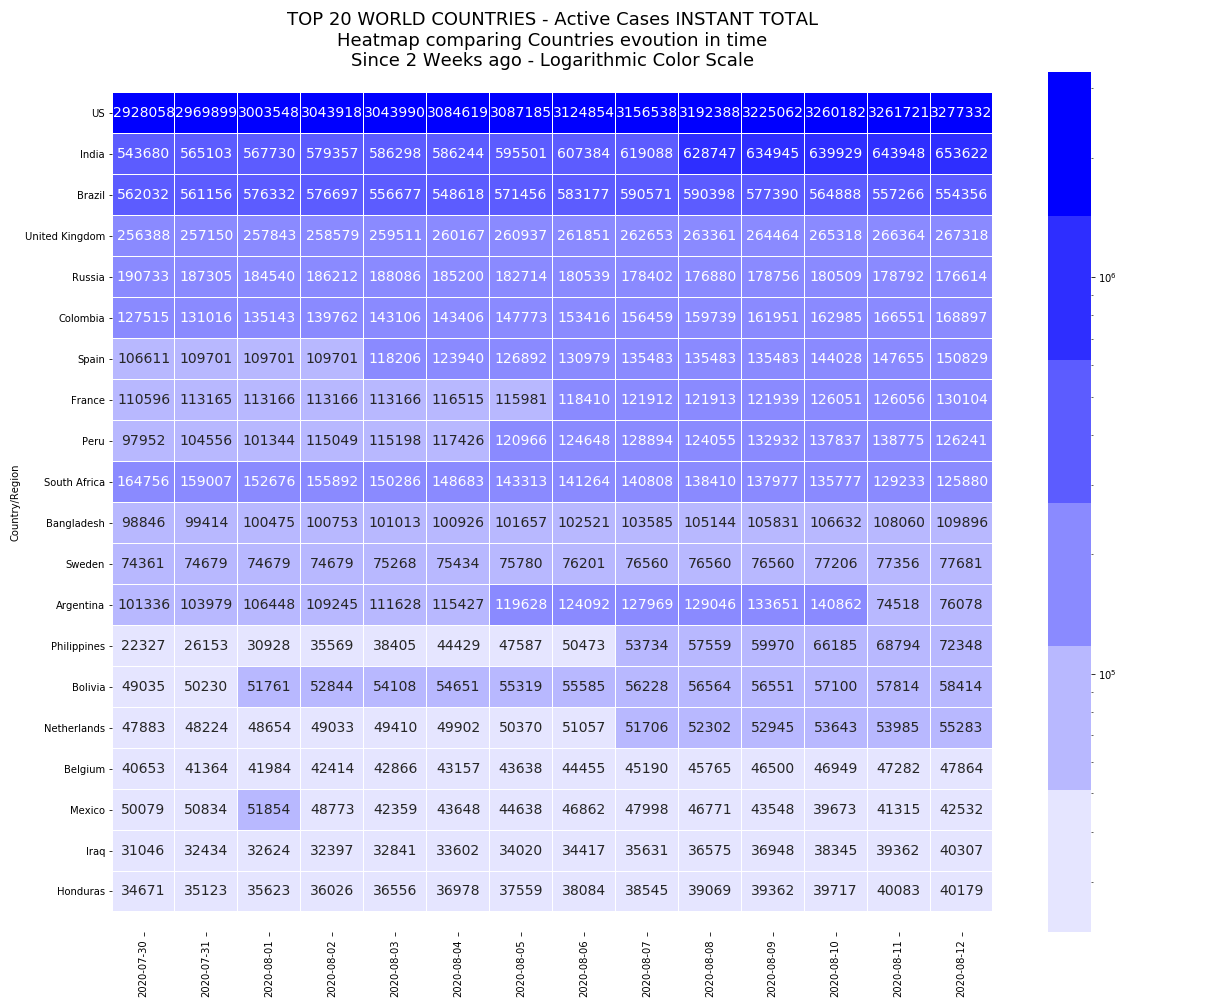 TOP 20 WORLD COUNTRIES - Active Cases INSTANT TOTAL
Heatmap comparing Countries evoution in time
Since 2 Weeks ago - Logarithmic Color Scale
US 2928058 2969899 3003548 3043918 3043990 3084619 3087185 3124854 3156538 3192388 3225062 3260182 3261721 3277332
India 543680 565103 567730 579357 586298 586244 595501 607384 619088 628747 634945 639929 643948 653622
Brazil 562032 561156 576332 576697 556677 548618 571456 583177 590571 590398 577390 564888 557266 554356
United Kingdom 256388 257150 257843 258579 259511 260167 260937 261851 262653 263361 264464 265318 266364 267318
Russia 190733 187305 184540 186212 188086 185200 182714 180539 178402 176880 178756 180509 178792 176614
Colombia 127515 131016 135143 139762 143106 143406 147773 153416 156459 159739 161951 162985 166551 168897
Spain 106611 109701 109701 109701 118206 123940 126892 130979 135483 135483 135483 144028 147655 150829
France 110596 113165 113166 113166 113166 116515 115981 118410 121912 121913 121939 126051 126056 130104
Peru 97952 104556 101344 115049 115198 117426 120966 124648 128894 124055 132932 137837 138775 126241
South Africa 164756 159007 152676 155892 150286 148683 143313 141264 140808 138410 137977 135777 129233 125880
Bangladesh 98846 99414 100475 100753 101013 100926 101657 102521 103585 105144 105831 106632 108060 109896
Sweden 74361 74679 74679 74679 75268 75434 75780 76201 76560 76560 76560 77206 77356 77681
Argentina 101336 103979 106448 109245 111628 115427 119628 124092 127969 129046 133651 140862 74518 76078
Philippines 22327 26153 30928 35569 38405 44429 47587 50473 53734 57559 59970 66185 68794 72348
Bolivia 49035 50230 51761 52844 54108 54651 55319 55585 56228 56564 56551 57100 57814 58414
Netherlands 47883 48224 48654 49033 49410 49902 50370 51057 51706 52302 52945 53643 53985 55283
Belgium 40653 41364 41984 42414 42866 43157 43638 44455 45190 45765 46500 46949 47282 47864
Mexico 50079 50834 51854 48773 42359 43648 44638 46862 47998 46771 43548 39673 41315 42532
Iraq 31046 32434 32624 32397 32841 33602 34020 34417 35631 36575 36948 38345 39362 40307
Honduras 34671 35123 35623 36026 36556 36978 37559 38084 38545 39069 39362 39717 40083 40179
2020-07-30 2020-07-31 2020-08-01 2020-08-02 2020-08-03 2020-08-04 2020-08-05 2020-08-06 2020-08-07 2020-08-08 2020-08-09 2020-08-10 2020-08-11 2020-08-12
Country/Region
10⁶
10⁵